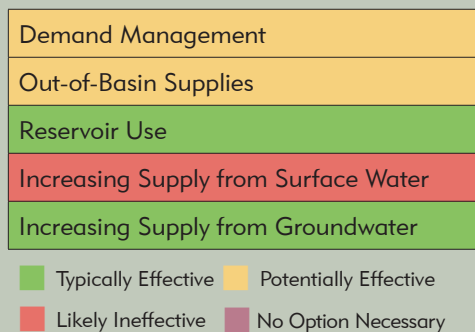 Demand Management
Out-of-Basin Supplies
Reservoir Use
Increasing Supply from Surface Water
Increasing Supply from Groundwater
Typically Effective Potentially Effective
Likely Ineffective No Option Necessary